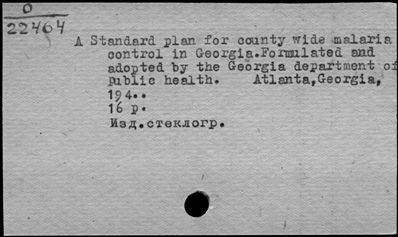 0
22464
A Standard plan for county wide malaria
control in Georgia.Formulated and
adopted by the Georgia department of
public health. Atlanta,Georgia,
194..
16 p.
Изд.стеклогр.